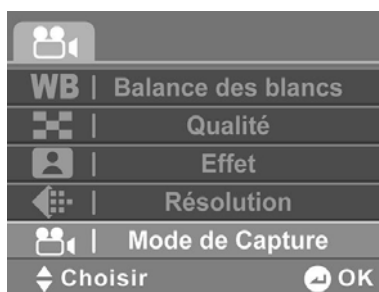 WB | Balance des blancs
Qualité
Effet
Résolution
Mode de Capture
Choisir OK